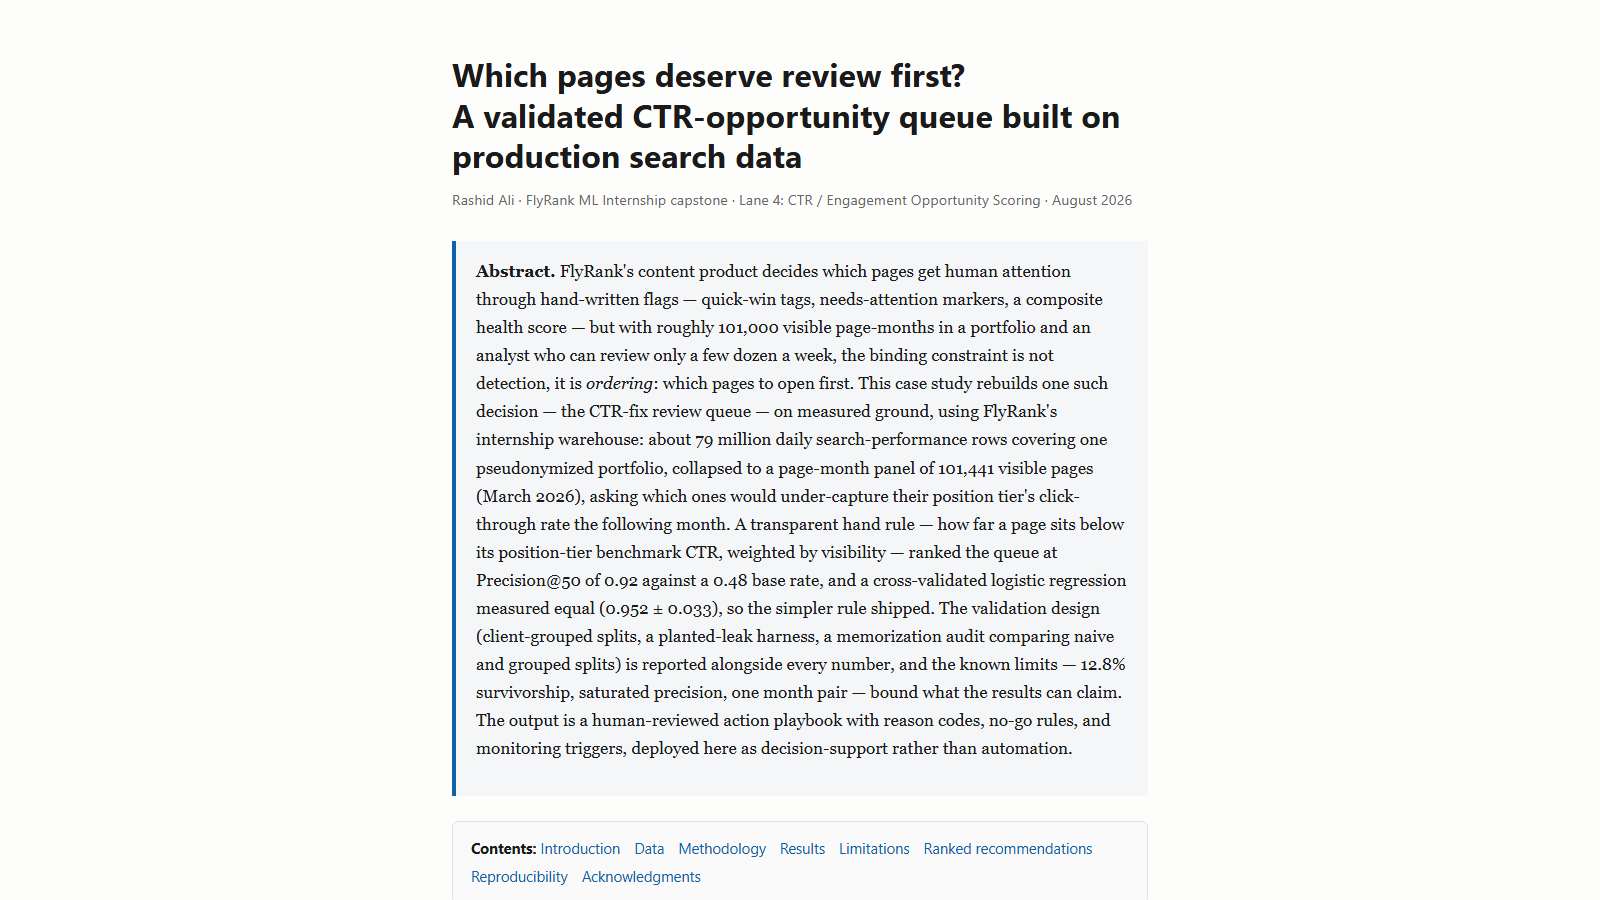 Which pages deserve review first?
A validated CTR-opportunity queue built on
production search data
Rashid Ali · FlyRank ML Internship capstone · Lane 4: CTR / Engagement Opportunity Scoring · August 2026
Abstract. FlyRank's content product decides which pages get human attention
through hand-written flags — quick-win tags, needs-attention markers, a composite
health score — but with roughly 101,000 visible page-months in a portfolio and an
analyst who can review only a few dozen a week, the binding constraint is not
detection, it is ordering: which pages to open first. This case study rebuilds one such
decision — the CTR-fix review queue — on measured ground, using FlyRank's
internship warehouse: about 79 million daily search-performance rows covering one
pseudonymized portfolio, collapsed to a page-month panel of 101,441 visible pages
(March 2026), asking which ones would under-capture their position tier's click-
through rate the following month. A transparent hand rule — how far a page sits below
its position-tier benchmark CTR, weighted by visibility — ranked the queue at
Precision@50 of 0.92 against a 0.48 base rate, and a cross-validated logistic regression
measured equal (0.952 ± 0.033), so the simpler rule shipped. The validation design
(client-grouped splits, a planted-leak harness, a memorization audit comparing naive
and grouped splits) is reported alongside every number, and the known limits — 12.8%
survivorship, saturated precision, one month pair — bound what the results can claim.
The output is a human-reviewed action playbook with reason codes, no-go rules, and
monitoring triggers, deployed here as decision-support rather than automation.
Contents: Introduction Data Methodology Results Limitations Ranked recommendations
Reproducibility Acknowledgments